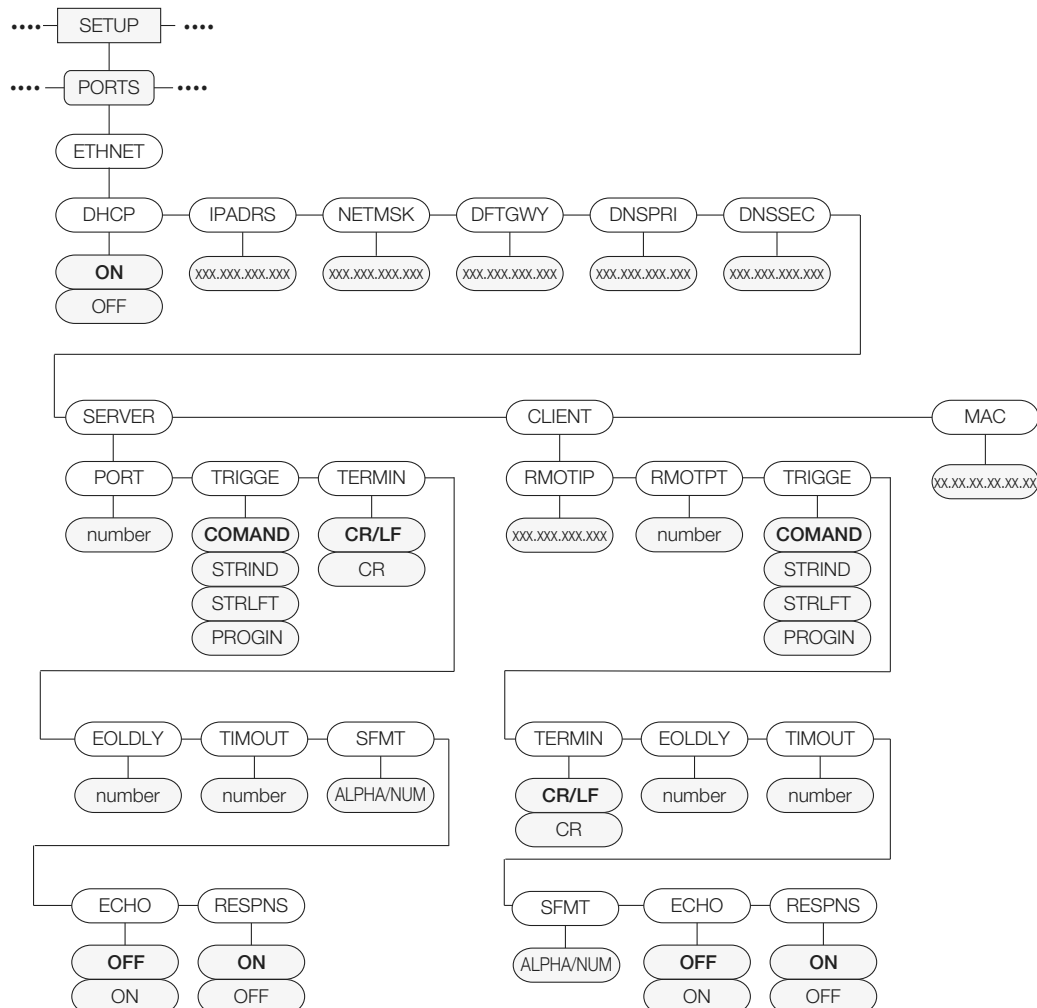 •••• SETUP ••••
•••• PORTS ••••
ETHNET
DHCP IPADRS NETMSK DFTGWY DNSPRI DNSSEC
ON xxx.xxx.xxx.xxx xxx.xxx.xxx.xxx xxx.xxx.xxx.xxx xxx.xxx.xxx.xxx xxx.xxx.xxx.xxx
OFF
SERVER CLIENT MAC
PORT TRIGGE TERMIN RMOTIP RMOTPT TRIGGE xx.xx.xx.xx.xx.xx
number COMAND CR/LF xxx.xxx.xxx.xxx number COMAND
STRIND CR STRIND
STRLFT STRLFT
PROGIN PROGIN
EOLDLY TIMOUT SFMT TERMIN EOLDLY TIMOUT
number number ALPHA/NUM CR/LF number number
CR
ECHO RESPNS SFMT ECHO RESPNS
OFF ON ALPHA/NUM OFF ON
ON OFF ON OFF